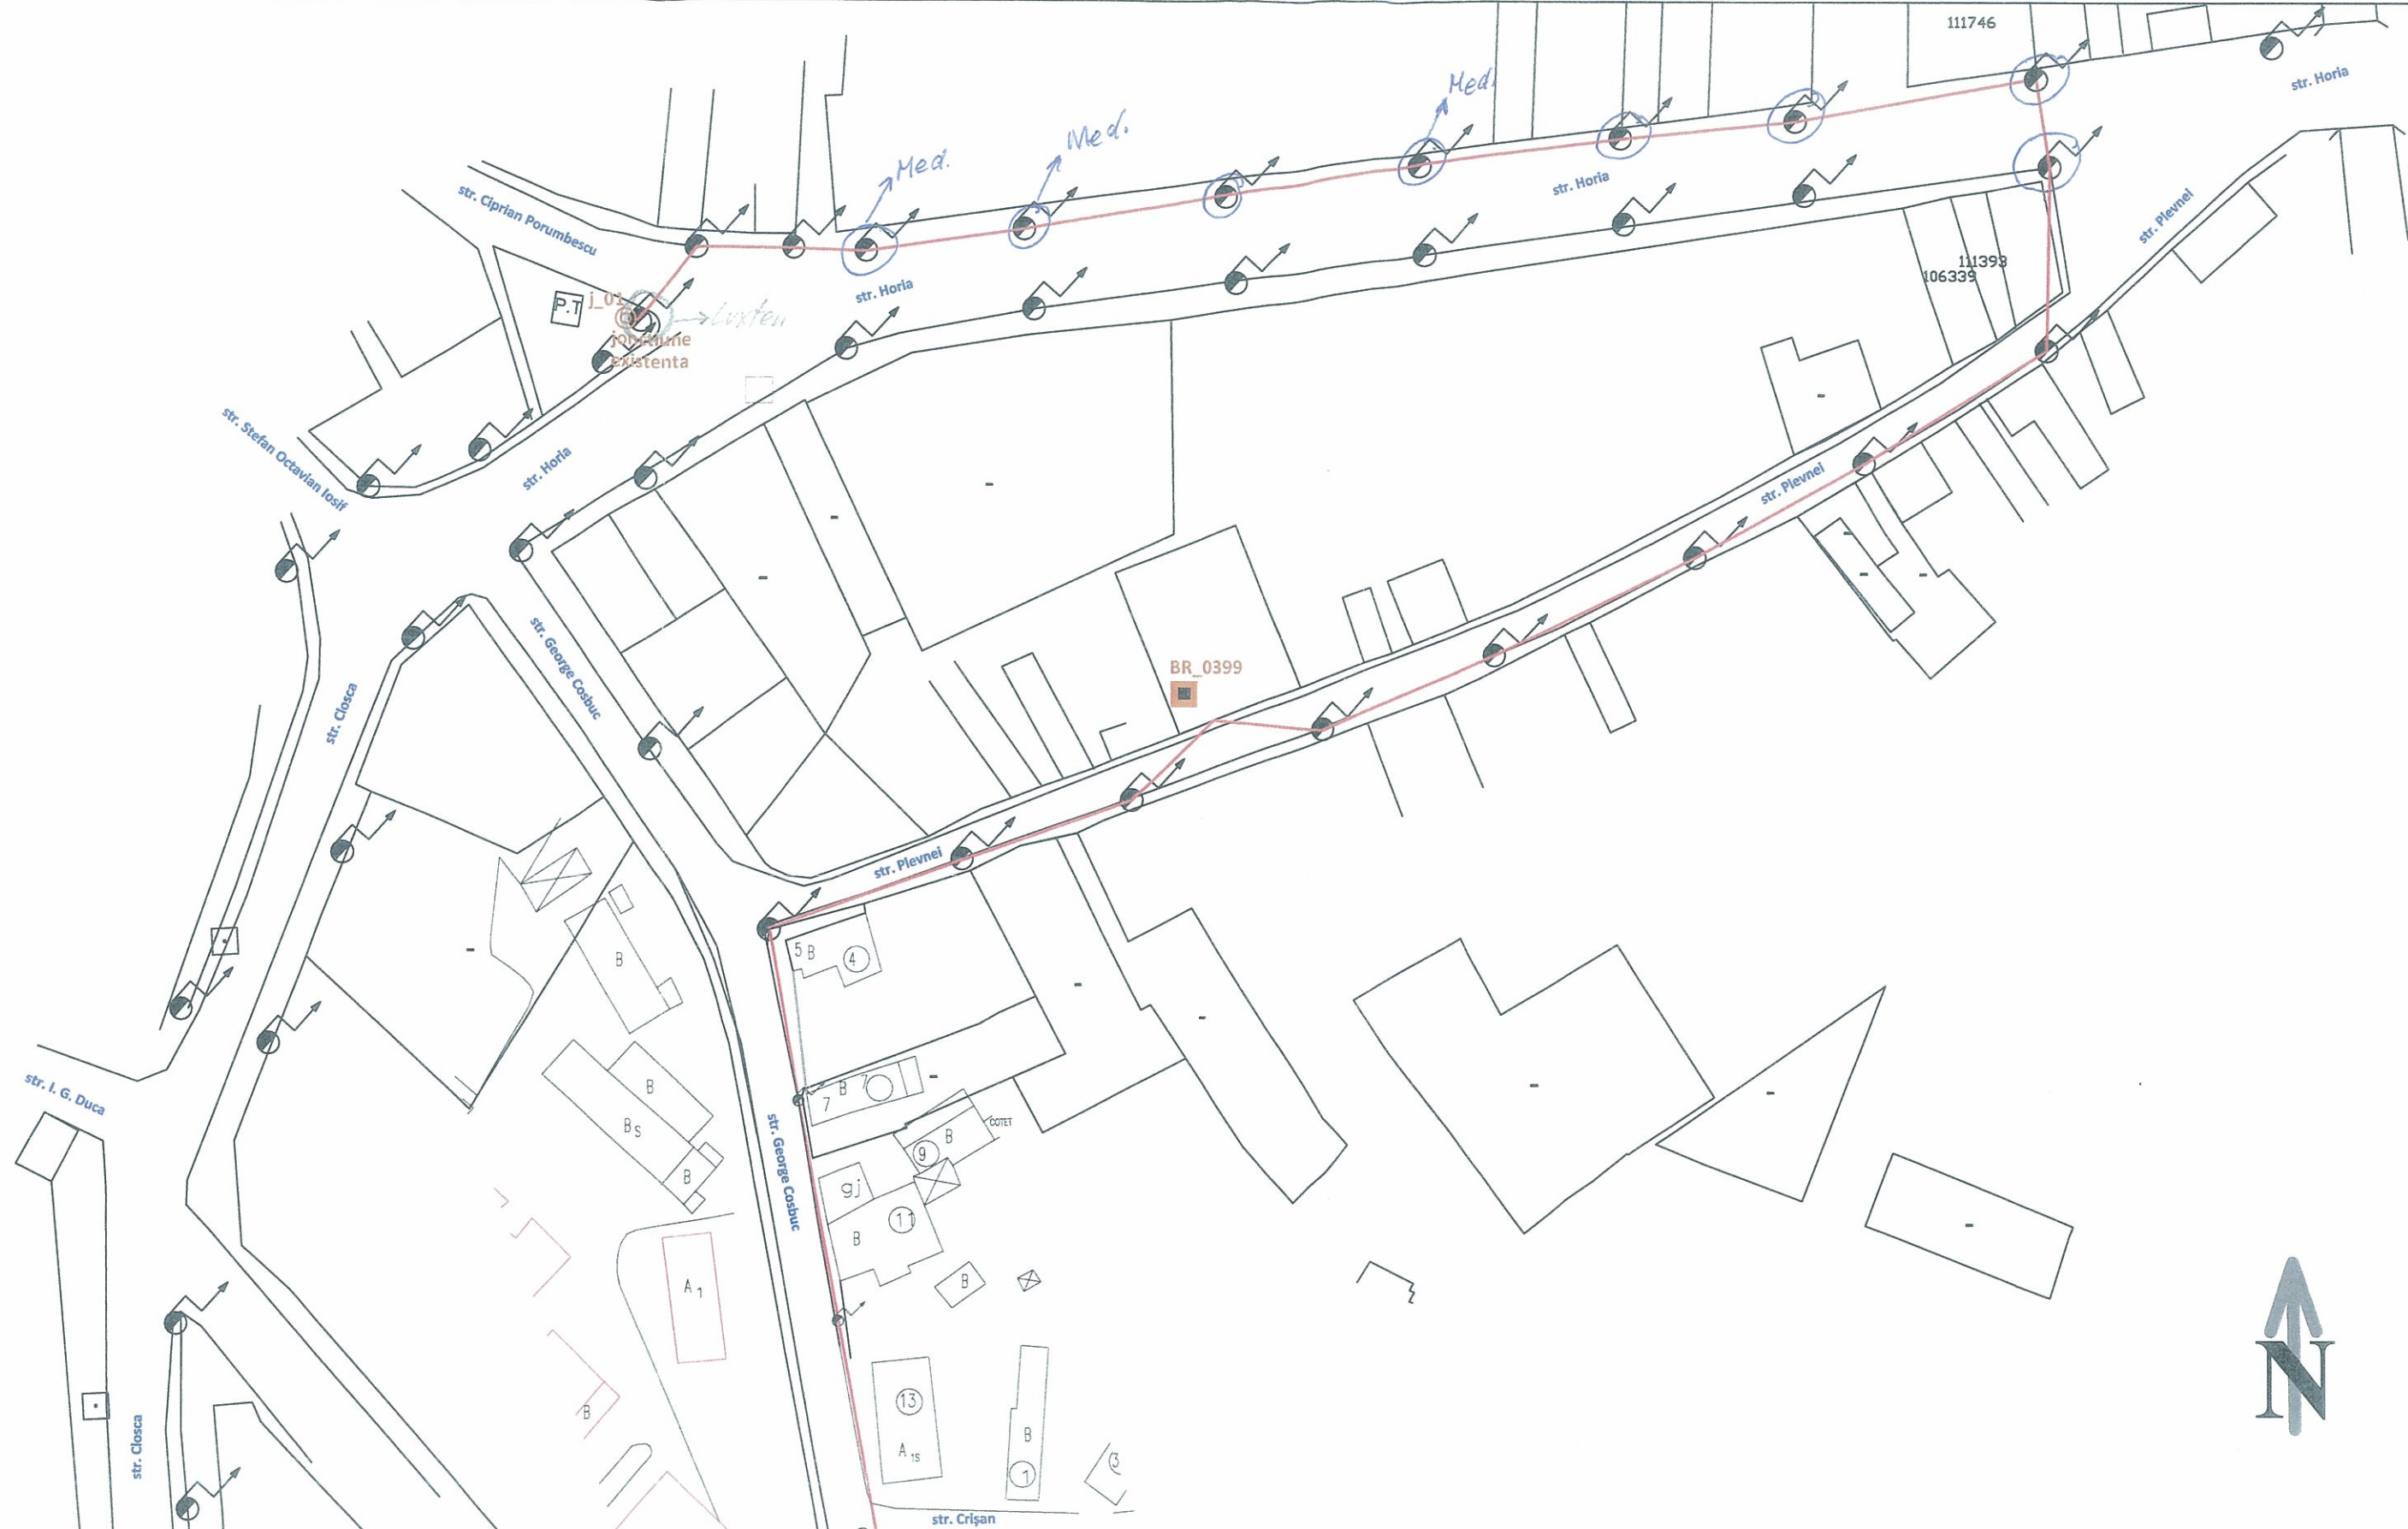 111746
str. Horia
Med.
Med.
Med.
str. Ciprian Porumbescu
str. Horia
str. Plevnei
111393
106339
str. Horia
P.T
j_01
Luxten
jonctiune
existenta
str. Stefan Octavian Iosif
str. Horia
str. Plevnei
str. George Cosbuc
BR_0399
str. Closca
str. Plevnei
5 B
4
B
str. I. G. Duca
B
7
B
7
BS
COTET
B
9
B
gj
str. George Cosbuc
11
B
B
A1
13
B
B
A1S
1
3
str. Closca
str. Crişan
N